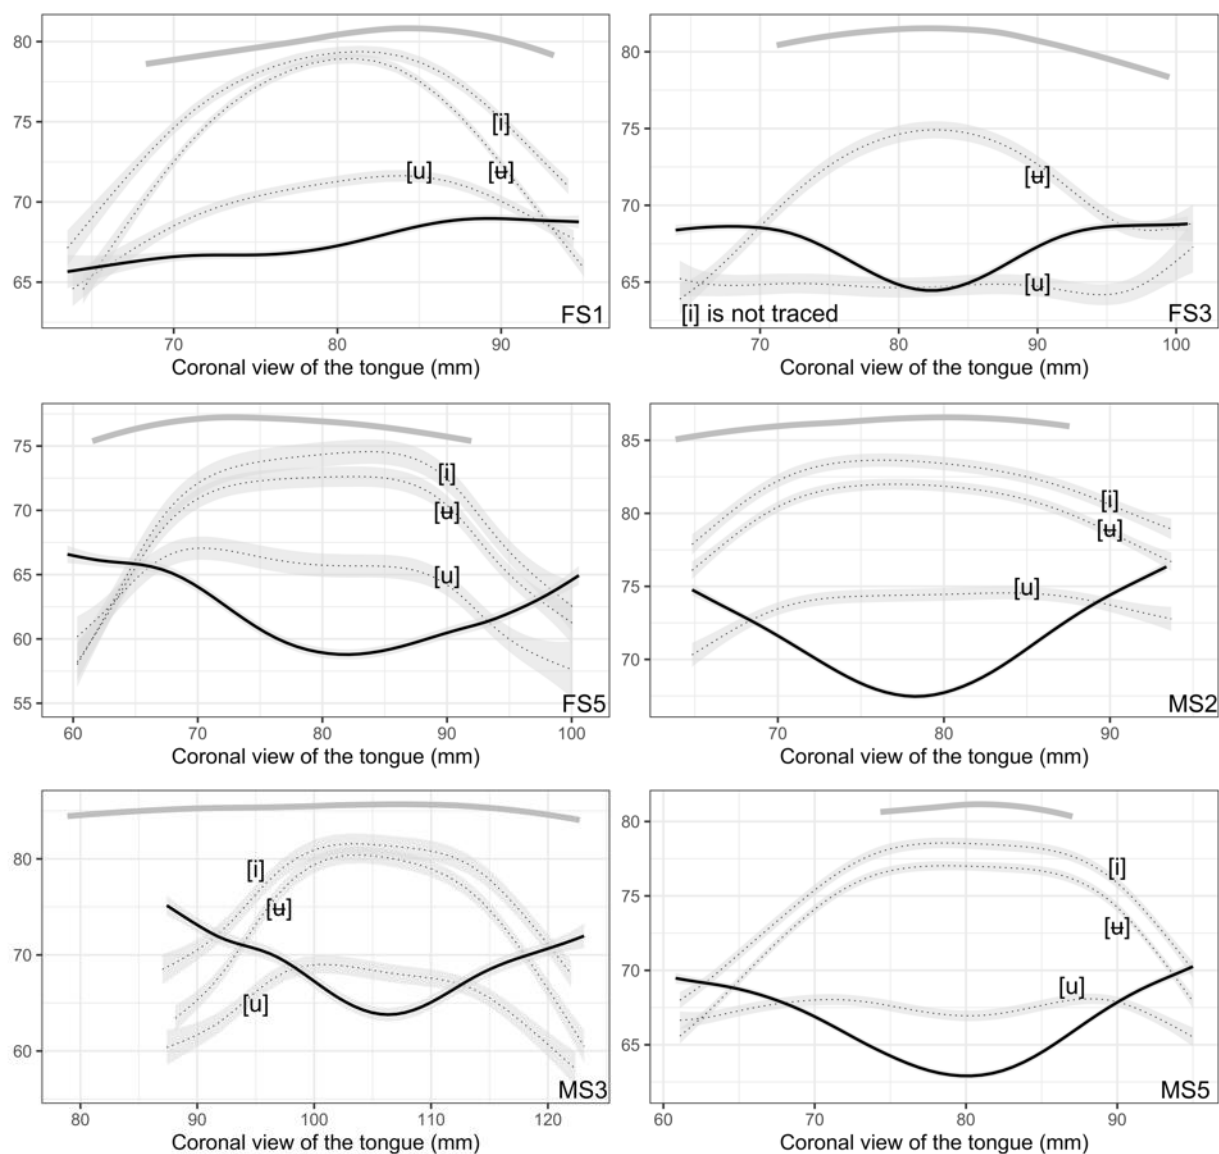 80
75
70
65
[i]
[u]
[ʉ]
FS1
70
80
90
Coronal view of the tongue (mm)
80
75
70
65
[ʉ]
[u]
[i] is not traced
FS3
70
80
90
100
Coronal view of the tongue (mm)
75
70
65
60
55
[i]
[ʉ]
[u]
FS5
60
70
80
90
100
Coronal view of the tongue (mm)
85
80
75
70
[i]
[ʉ]
[u]
MS2
70
80
90
Coronal view of the tongue (mm)
80
70
60
[i]
[ʉ]
[u]
MS3
80
90
100
110
120
Coronal view of the tongue (mm)
80
75
70
65
[i]
[ʉ]
[u]
MS5
60
70
80
90
Coronal view of the tongue (mm)